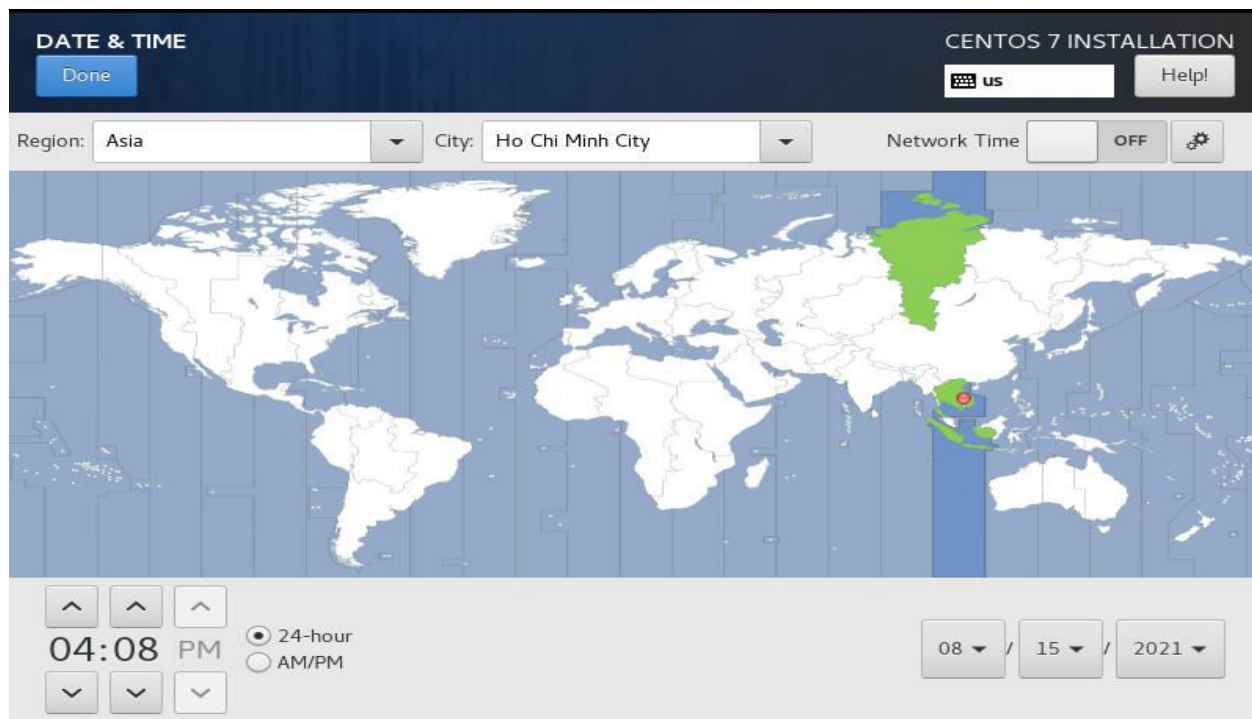 DATE & TIME
CENTOS 7 INSTALLATION
Done
us
Help!
Region:
Asia
City:
Ho Chi Minh City
Network Time
OFF
04:08 PM
24-hour
AM/PM
08 / 15 / 2021